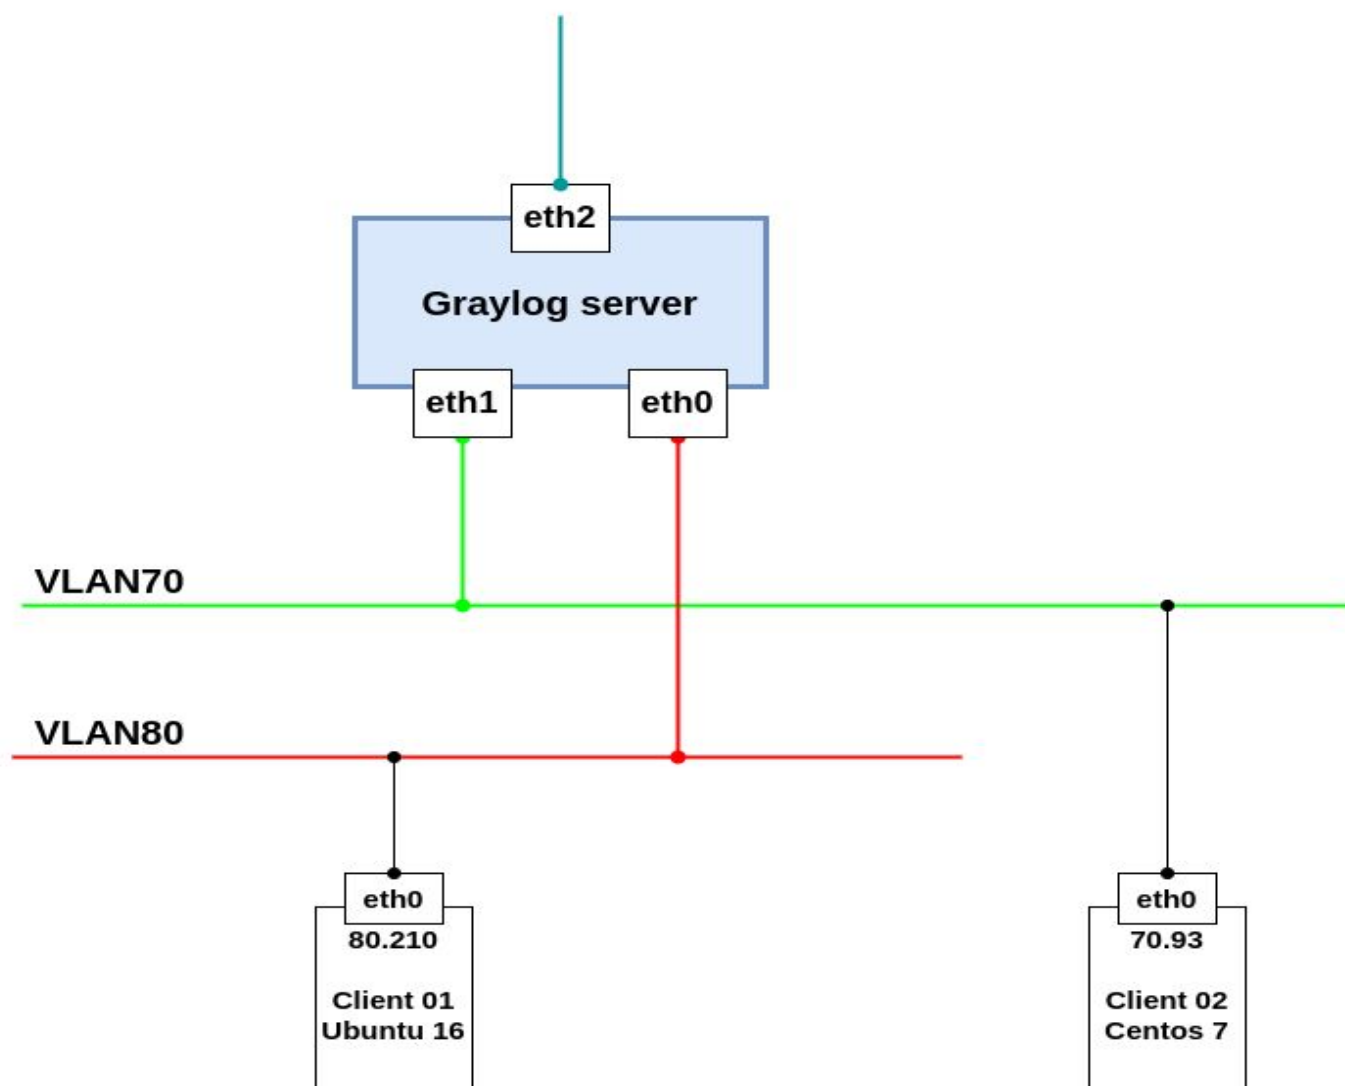 eth2
Graylog server
eth1
eth0
VLAN70
VLAN80
eth0
80.210
Client 01
Ubuntu 16
eth0
70.93
Client 02
Centos 7